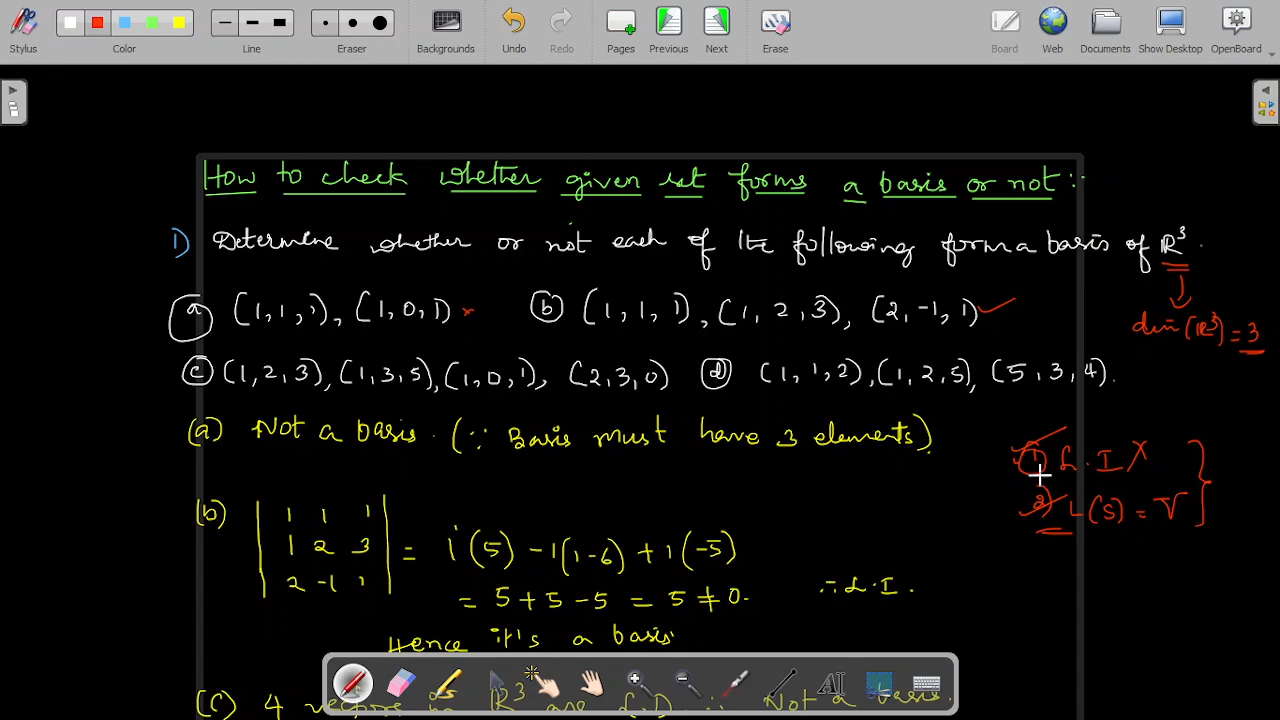 Stylus Color Line Eraser Backgrounds Undo Redo Pages Previous Next Erase Board Web Documents Show Desktop OpenBoard
How to check whether given set forms a basis or not:-
1) Determine whether or not each of the following form a basis of ℝ³.
dim(ℝ³) = 3
(a) (1,1,1), (1,0,1) × (b) (1, 1, 1), (1, 2, 3), (2, -1, 1) ✓
(c) (1,2,3), (1,3,5), (1,0,1), (2,3,0) (d) (1,1,2), (1,2,5), (5,3,4).
(a) Not a basis. (∵ Basis must have 3 elements).
(1) L.I X
(2) L(S) = V
(b) | 1 1 1 |
| 1 2 3 | = 1(5) -1(1-6) + 1(-5)
| 2 -1 1 |
= 5+5-5 = 5 ≠ 0. ∴ L.I.
Hence it's a basis
(c) 4 vectors in ℝ³ are L.D ∴ Not a basis.